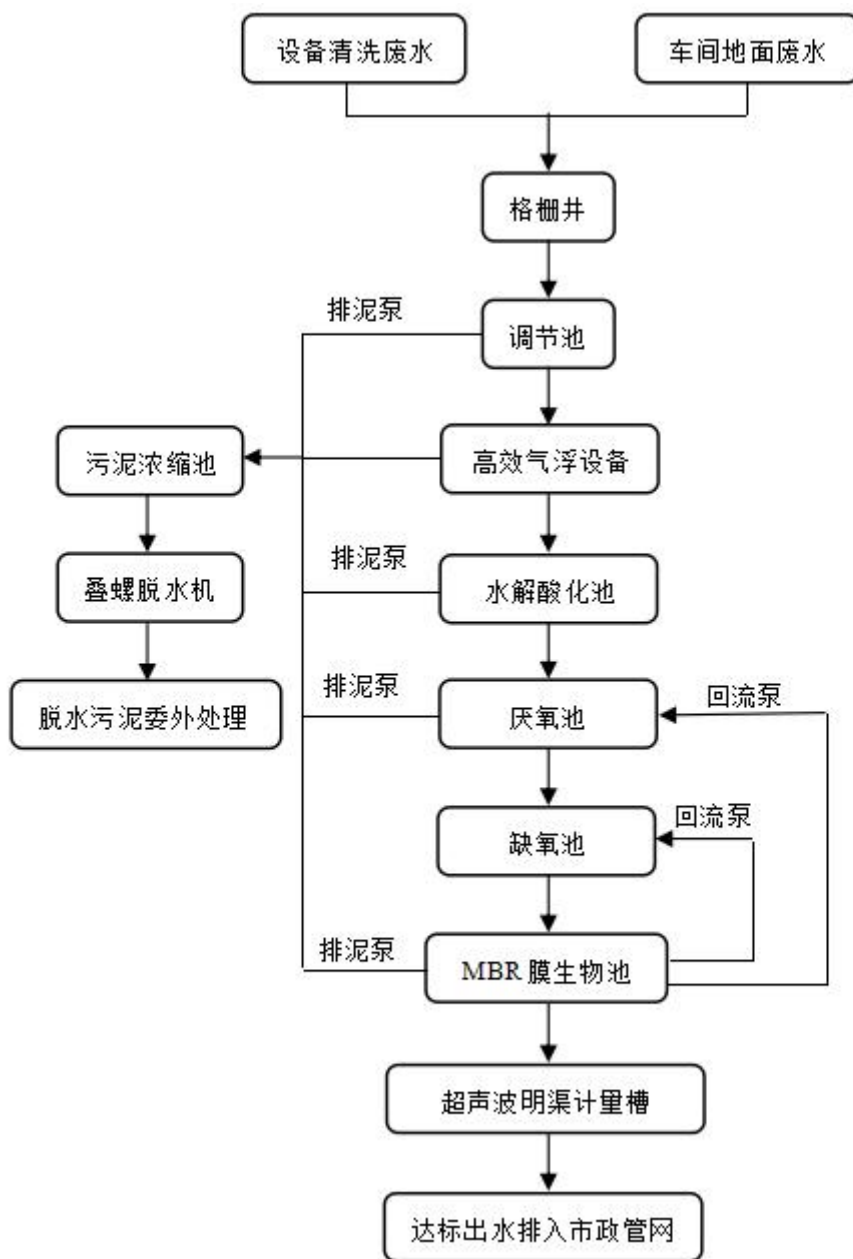 设备清洗废水
车间地面废水
格栅井
排泥泵
调节池
污泥浓缩池
高效气浮设备
排泥泵
叠螺脱水机
水解酸化池
排泥泵
回流泵
脱水污泥委外处理
厌氧池
回流泵
缺氧池
排泥泵
MBR膜生物池
超声波明渠计量槽
达标出水排入市政管网